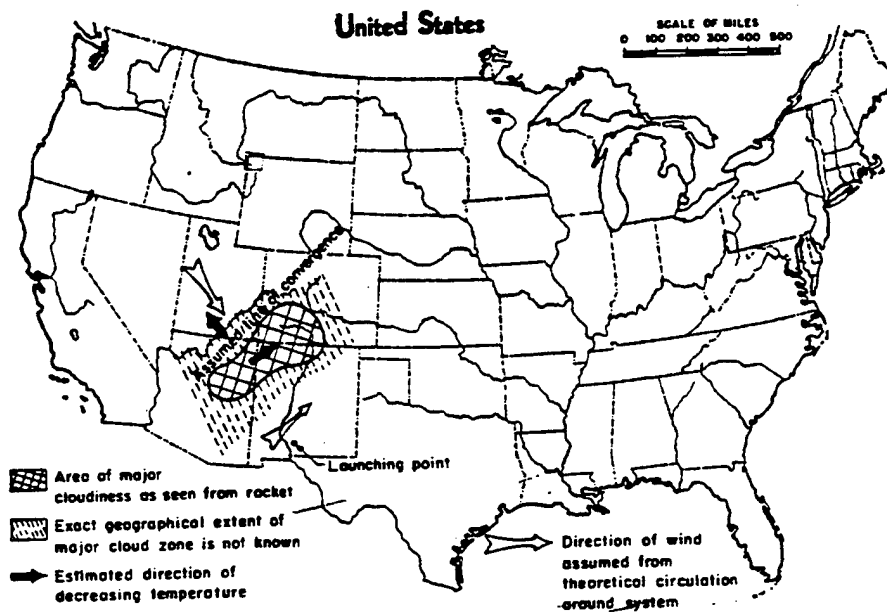 United States
SCALE OF MILES
0 100 200 300 400 500
Assumed line of convergence
Launching point
Area of major
cloudiness as seen from rocket
Exact geographical extent of
major cloud zone is not known
Estimated direction of
decreasing temperature
Direction of wind
assumed from
theoretical circulation
around system